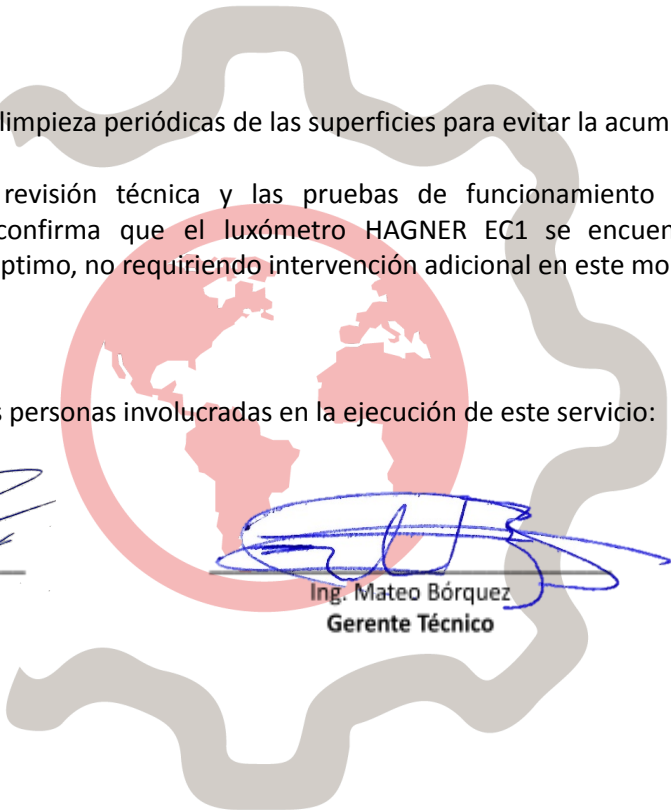 limpieza periódicas de las superficies para evitar la acum
revisión técnica y las pruebas de funcionamiento
confirma que el luxómetro HAGNER EC1 se encuen
ptimo, no requiriendo intervención adicional en este mo
s personas involucradas en la ejecución de este servicio:
Ing. Mateo Bórquez
Gerente Técnico